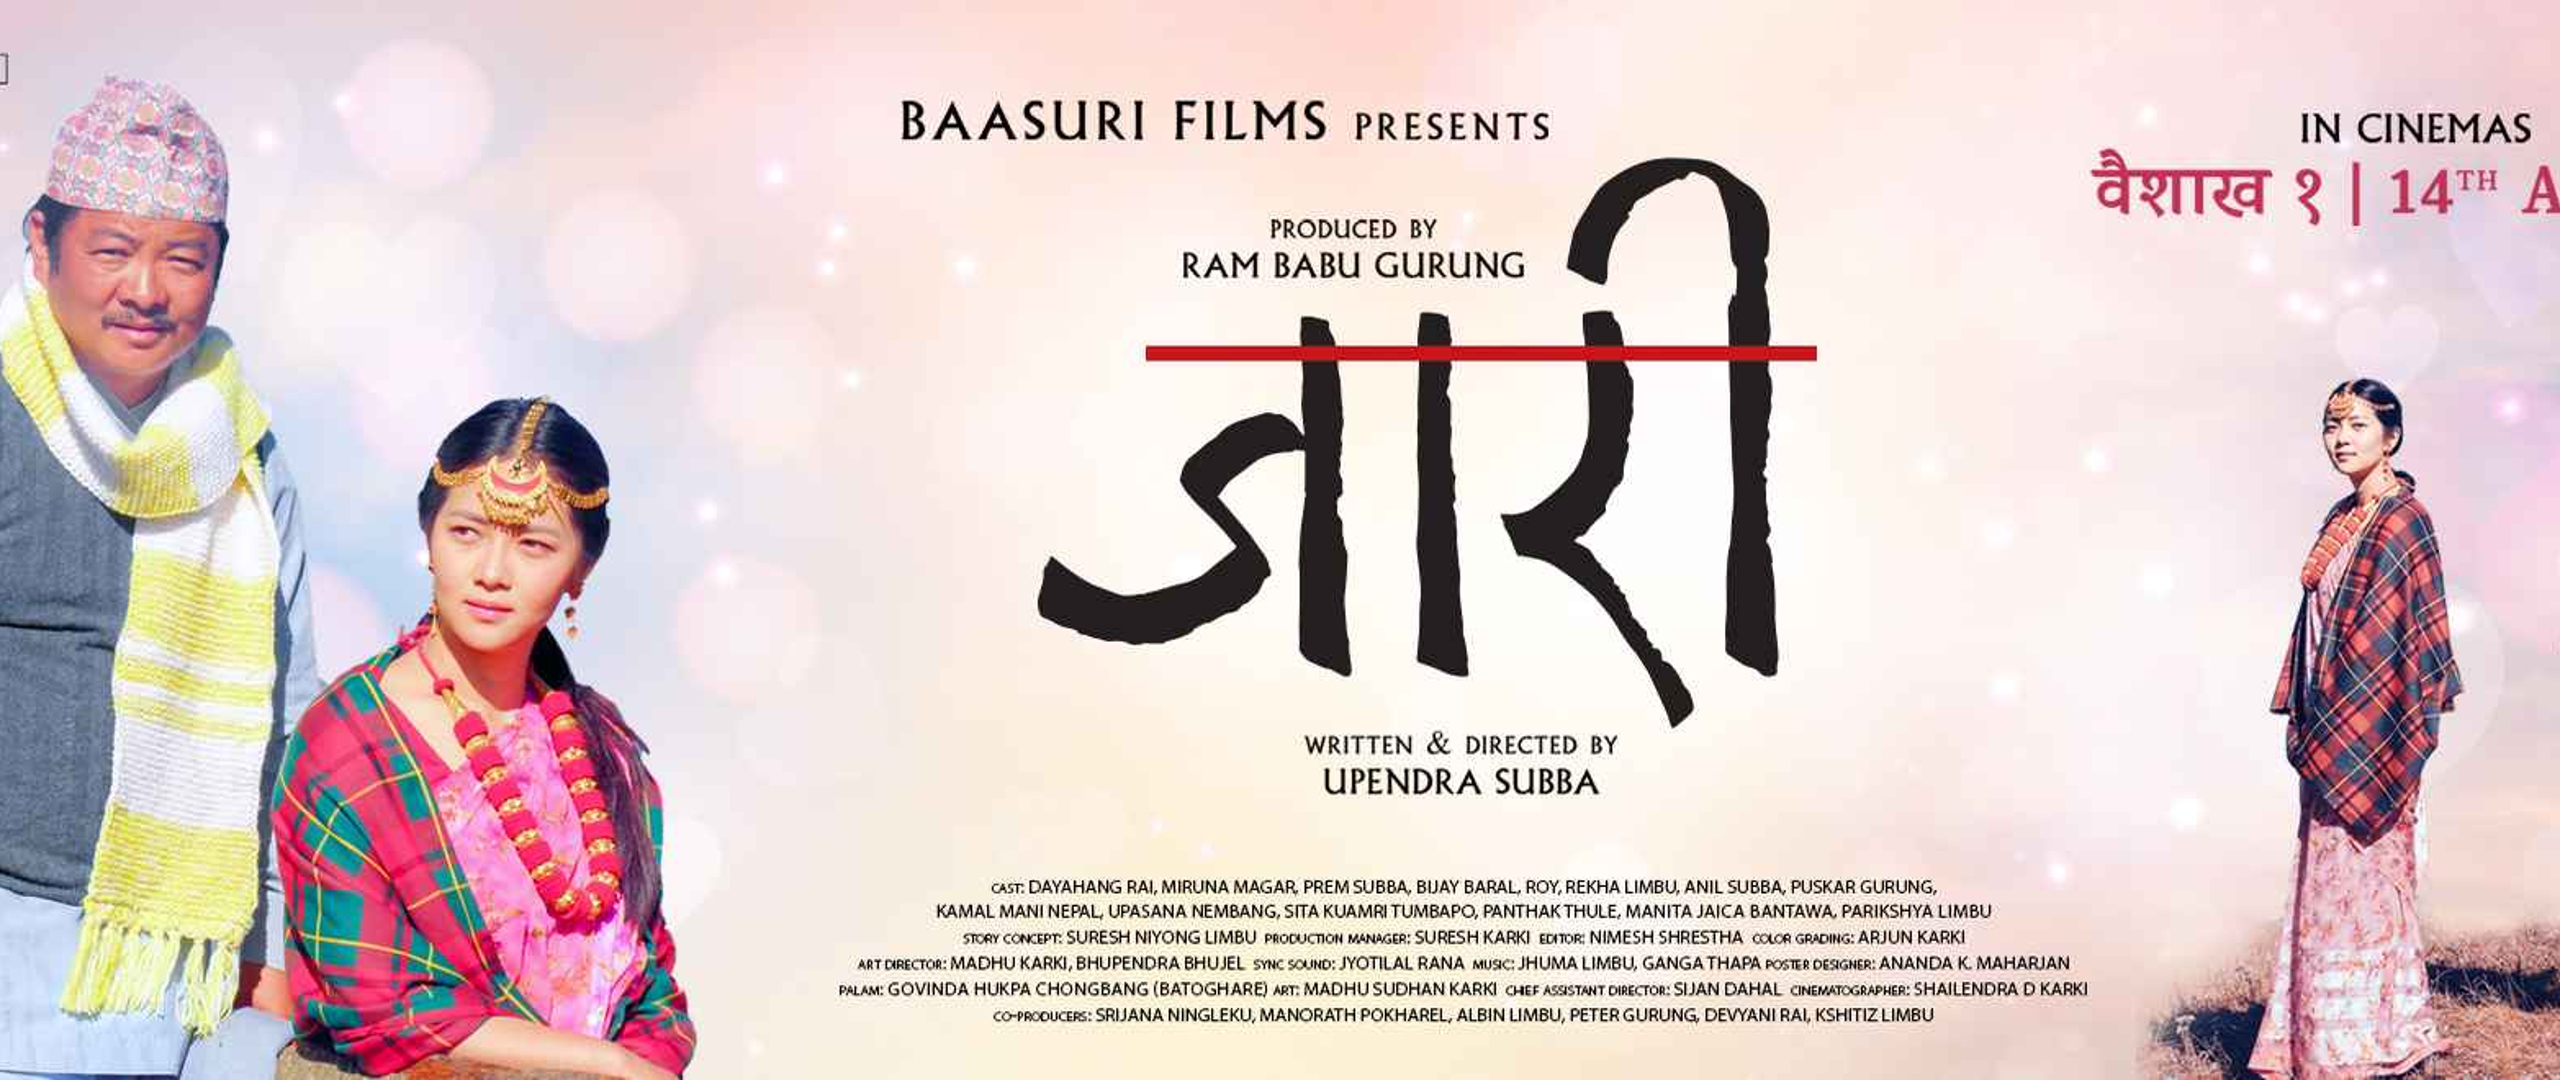 BAASURI FILMS PRESENTS
IN CINEMAS
वैशाख १ | 14TH A
PRODUCED BY
RAM BABU GURUNG
जारी
WRITTEN & DIRECTED BY
UPENDRA SUBBA
CAST: DAYAHANG RAI, MIRUNA MAGAR, PREM SUBBA, BIJAY BARAL, ROY, REKHA LIMBU, ANIL SUBBA, PUSKAR GURUNG,
KAMAL MANI NEPAL, UPASANA NEMBANG, SITA KUAMRI TUMBAPO, PANTHAK THULE, MANITA JAICA BANTAWA, PARIKSHYA LIMBU
STORY CONCEPT: SURESH NIYONG LIMBU PRODUCTION MANAGER: SURESH KARKI EDITOR: NIMESH SHRESTHA COLOR GRADING: ARJUN KARKI
ART DIRECTOR: MADHU KARKI, BHUPENDRA BHUJEL SYNC SOUND: JYOTILAL RANA MUSIC: JHUMA LIMBU, GANGA THAPA POSTER DESIGNER: ANANDA K. MAHARJAN
PALAM: GOVINDA HUKPA CHONGBANG (BATOGHARE) ART: MADHU SUDHAN KARKI CHIEF ASSISTANT DIRECTOR: SIJAN DAHAL CINEMATOGRAPHER: SHAILENDRA D KARKI
CO-PRODUCERS: SRIJANA NINGLEKU, MANORATH POKHAREL, ALBIN LIMBU, PETER GURUNG, DEVYANI RAI, KSHITIZ LIMBU